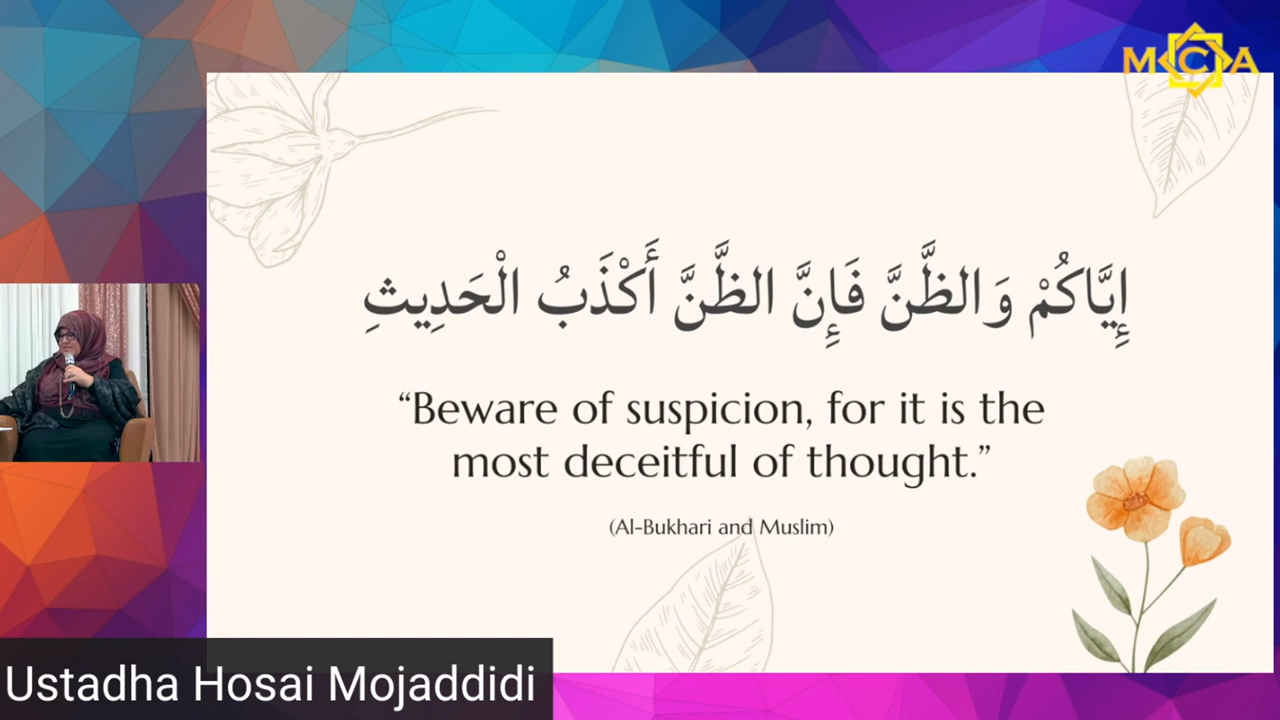 MCA
إِيَّاكُمْ وَالظَّنَّ فَإِنَّ الظَّنَّ أَكْذَبُ الْحَدِيثِ
“Beware of suspicion, for it is the
most deceitful of thought.”
(Al-Bukhari and Muslim)
Ustadha Hosai Mojaddidi